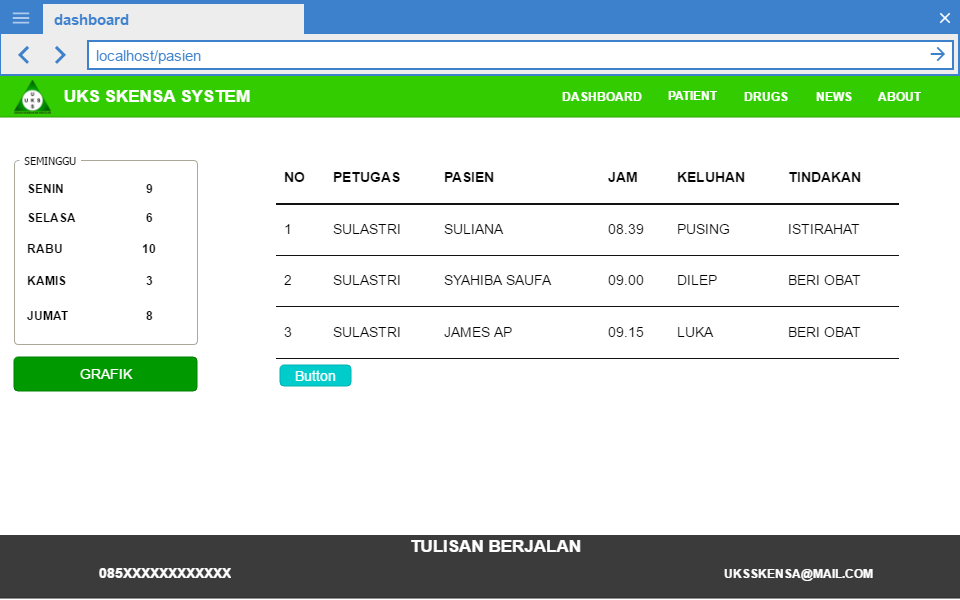 dashboard
localhost/pasien
UKS SKENSA SYSTEM DASHBOARD PATIENT DRUGS NEWS ABOUT
U
U K S
S
SEMINGGU
SENIN 9
SELASA 6
RABU 10
KAMIS 3
JUMAT 8
GRAFIK
NO PETUGAS PASIEN JAM KELUHAN TINDAKAN
1 SULASTRI SULIANA 08.39 PUSING ISTIRAHAT
2 SULASTRI SYAHIBA SAUFA 09.00 DILEP BERI OBAT
3 SULASTRI JAMES AP 09.15 LUKA BERI OBAT
Button
TULISAN BERJALAN
085XXXXXXXXXXXX UKSSKENSA@MAIL.COM